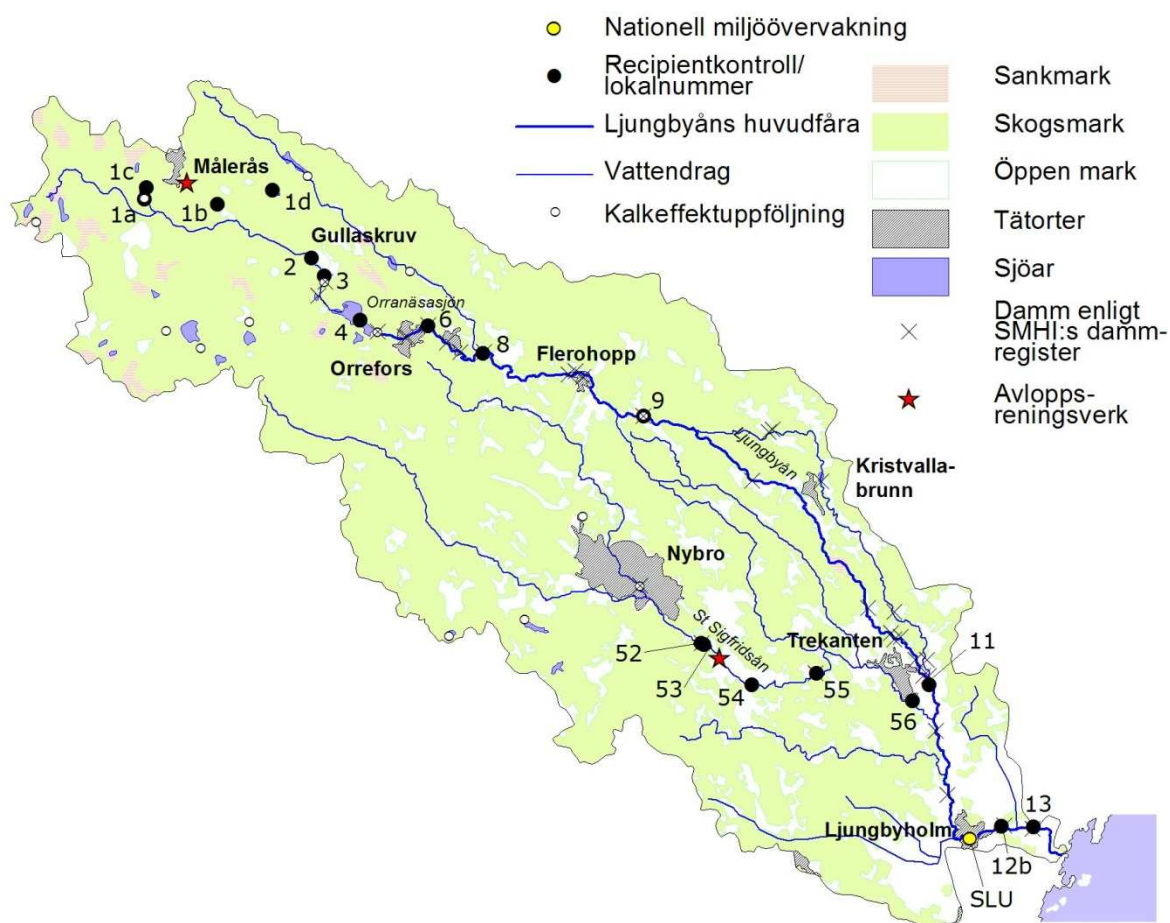 Nationell miljöövervakning
Recipientkontroll/
lokalnummer
Ljungbyåns huvudfåra
Vattendrag
Kalkeffektuppföljning
Sankmark
Skogsmark
Öppen mark
Tätorter
Sjöar
Damm enligt
SMHI:s damm-
register
Avlopps-
reningsverk
Målerås
1c
1a
1b
1d
Gullaskruv
2
3
Orranäsasjön
4
6
Orrefors
8
Flerohopp
9
Ljungbyån
Kristvalla-
brunn
Nybro
St Sigfridsån
52
53
54
55
Trekanten
11
56
Ljungbyholm
13
12b
SLU